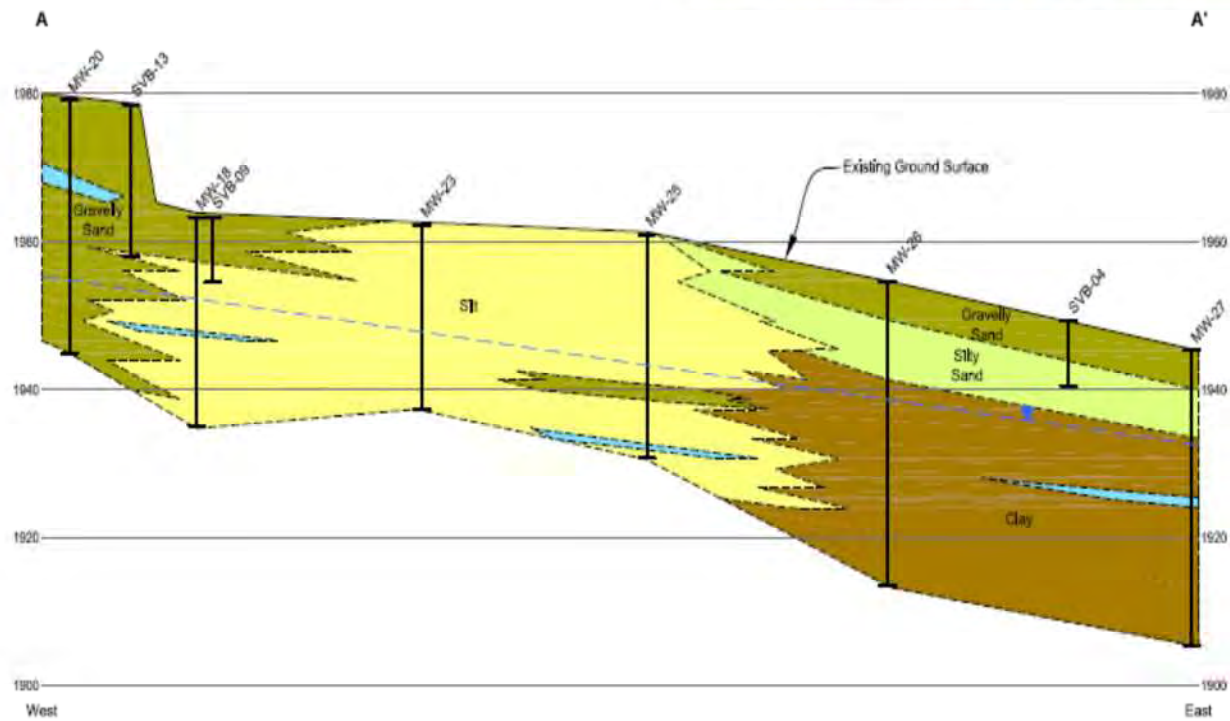 A A'
MW-20
SVB-13
1980 1980
Existing Ground Surface
MW-18
SVB-09
MW-23
MW-25
Gravelly
Sand
1960 1960
MW-26
SVB-04
Silt
Gravelly
Sand
MW-27
Silty
Sand
1940 1940
Clay
1920 1920
1900 1900
West East